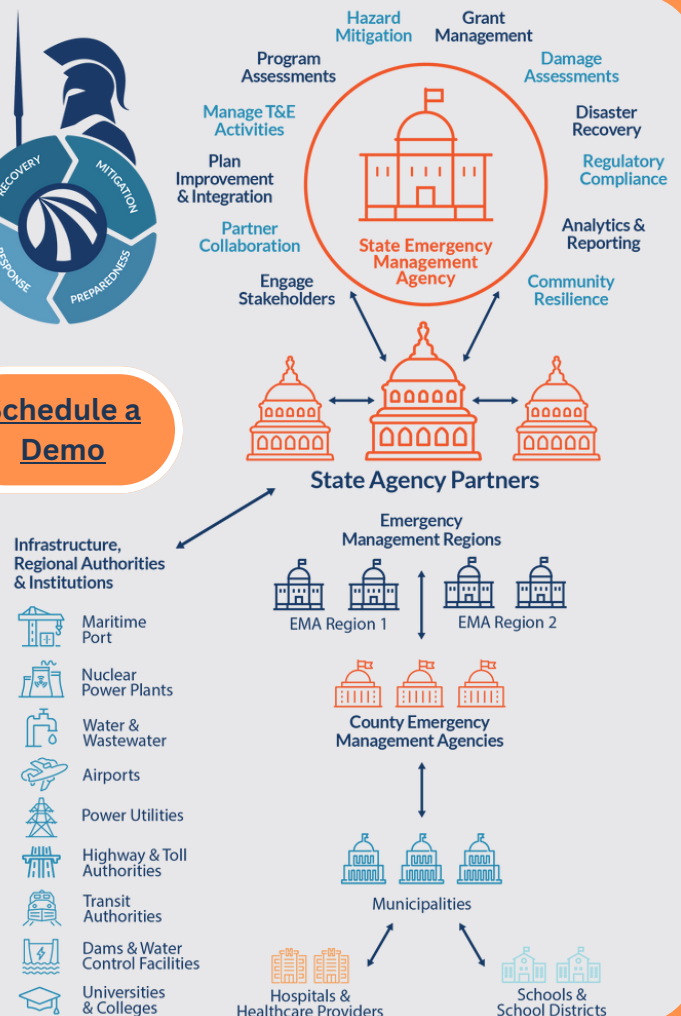 Hazard
Mitigation
Grant
Management
Program
Assessments
Damage
Assessments
Manage T&E
Activities
Disaster
Recovery
Plan
Improvement
& Integration
Regulatory
Compliance
Partner
Collaboration
Analytics &
Reporting
Engage
Stakeholders
Community
Resilience
State Emergency
Management
Agency
RECOVERY
MITIGATION
RESPONSE
PREPAREDNESS
Schedule a
Demo
State Agency Partners
Infrastructure,
Regional Authorities
& Institutions
Maritime
Port
Nuclear
Power Plants
Water &
Wastewater
Airports
Power Utilities
Highway & Toll
Authorities
Transit
Authorities
Dams & Water
Control Facilities
Universities
& Colleges
Emergency
Management Regions
EMA Region 1
EMA Region 2
County Emergency
Management Agencies
Municipalities
Hospitals &
Healthcare Providers
Schools &
School Districts